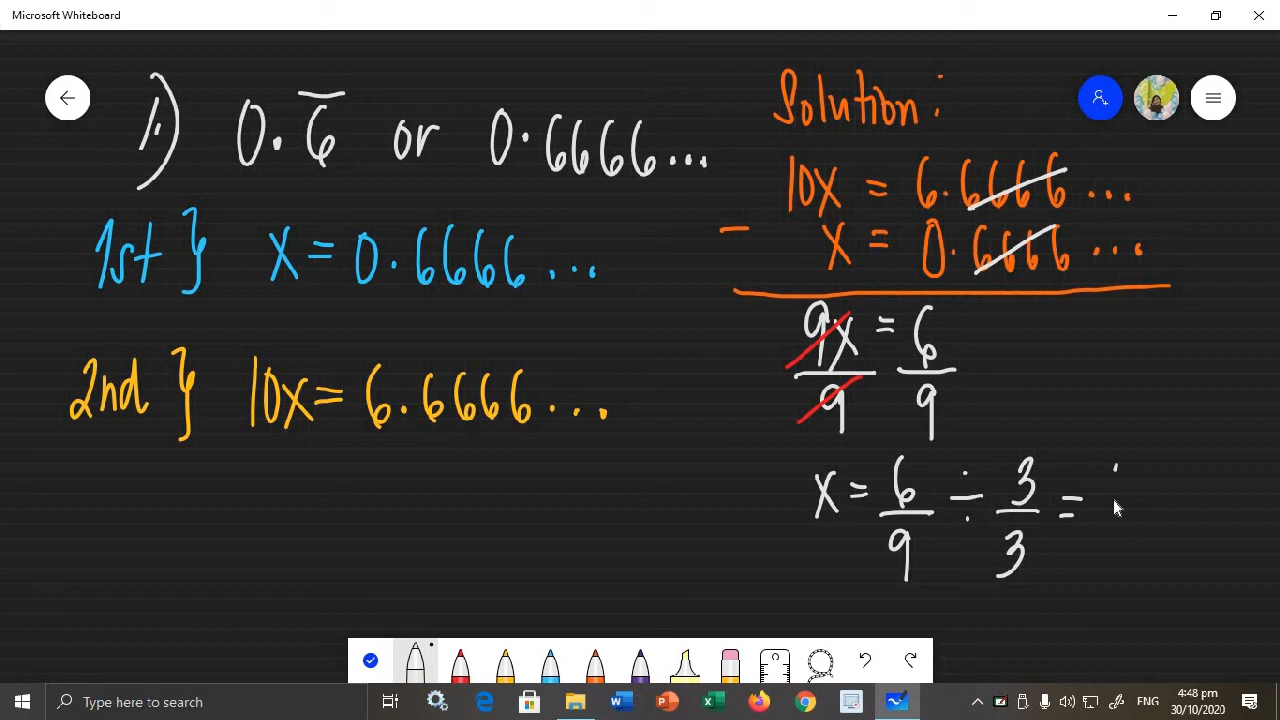 Microsoft Whiteboard
1.) 0.6̅ or 0.6666...
1st } x = 0.6666...
2nd } 10x = 6.6666...
Solution:
10x = 6.6666...
- x = 0.6666...
9x/9 = 6/9
x = 6/9 ÷ 3/3 =
Type here to search
ENG
4:48 pm
30/10/2020